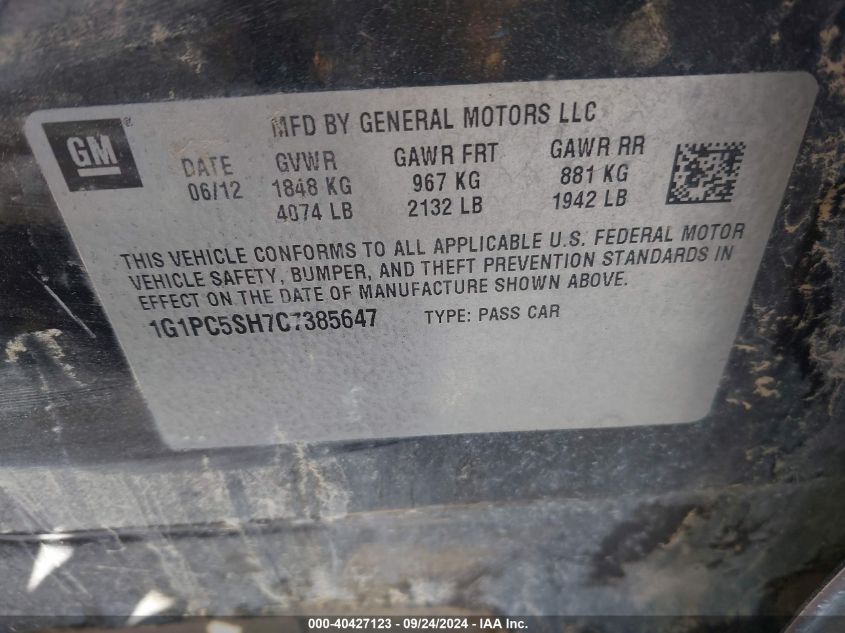 GM ®
MFD BY GENERAL MOTORS LLC
DATE GVWR GAWR FRT GAWR RR
06/12 1848 KG 967 KG 881 KG
4074 LB 2132 LB 1942 LB
THIS VEHICLE CONFORMS TO ALL APPLICABLE U.S. FEDERAL MOTOR
VEHICLE SAFETY, BUMPER, AND THEFT PREVENTION STANDARDS IN
EFFECT ON THE DATE OF MANUFACTURE SHOWN ABOVE.
1G1PC5SH7C7385647 TYPE: PASS CAR
000-40427123 - 09/24/2024 - IAA Inc.